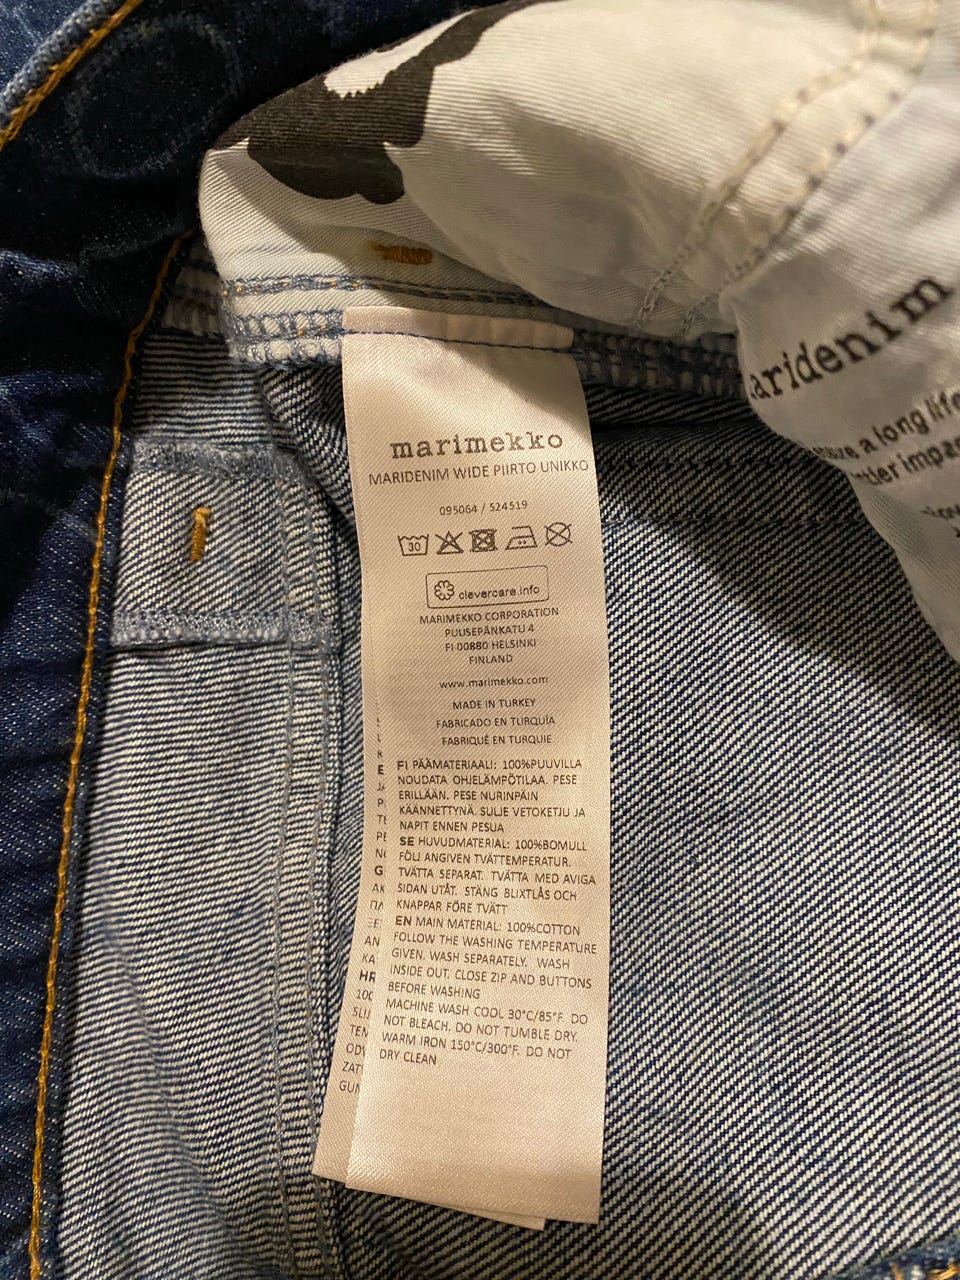 marimekko
MARIDENIM WIDE PIIRTO UNIKKO
095064 / 524519
30
clevercare.info
MARIMEKKO CORPORATION
PUUSEPÄNKATU 4
FI-00880 HELSINKI
FINLAND
www.marimekko.com
MADE IN TURKEY
FABRICADO EN TURQUÍA
FABRIQUÉ EN TURQUIE
FI PÄÄMATERIAALI: 100%PUUVILLA
NOUDATA OHJELÄMPÖTILAA. PESE
ERILLÄÄN. PESE NURINPÄIN
KÄÄNNETTYNÄ. SULJE VETOKETJU JA
NAPIT ENNEN PESUA
SE HUVUDMATERIAL: 100%BOMULL
FÖLJ ANGIVEN TVÄTTEMPERATUR.
TVÄTTA SEPARAT. TVÄTTA MED AVIGA
SIDAN UTÅT. STÄNG BLIXTLÅS OCH
KNAPPAR FÖRE TVÄTT
EN MAIN MATERIAL: 100%COTTON
FOLLOW THE WASHING TEMPERATURE
GIVEN. WASH SEPARATELY. WASH
INSIDE OUT. CLOSE ZIP AND BUTTONS
BEFORE WASHING
MACHINE WASH COOL 30°C/85°F. DO
NOT BLEACH. DO NOT TUMBLE DRY.
WARM IRON 150°C/300°F. DO NOT
DRY CLEAN
aridenim
a long life
impa